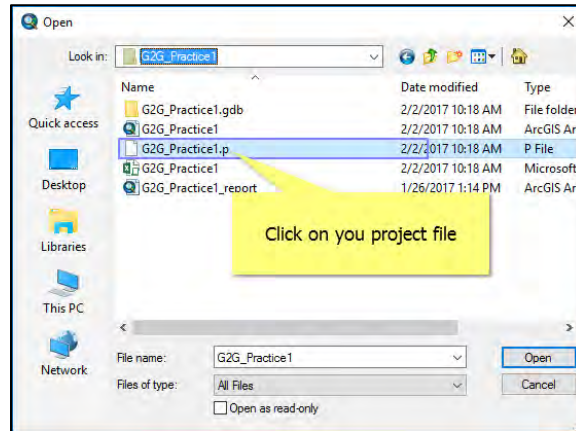 Open
Look in: G2G_Practice1
Name Date modified Type
G2G_Practice1.gdb 2/2/2017 10:18 AM File folder
G2G_Practice1 2/2/2017 10:18 AM ArcGIS Ar
G2G_Practice1.p 2/2/2017 10:18 AM P File
G2G_Practice1 2/2/2017 10:18 AM Microsoft
G2G_Practice1_report 1/26/2017 1:14 PM ArcGIS Ar
Click on you project file
Quick access
Desktop
Libraries
This PC
Network
File name: G2G_Practice1 Open
Files of type: All Files Cancel
Open as read-only